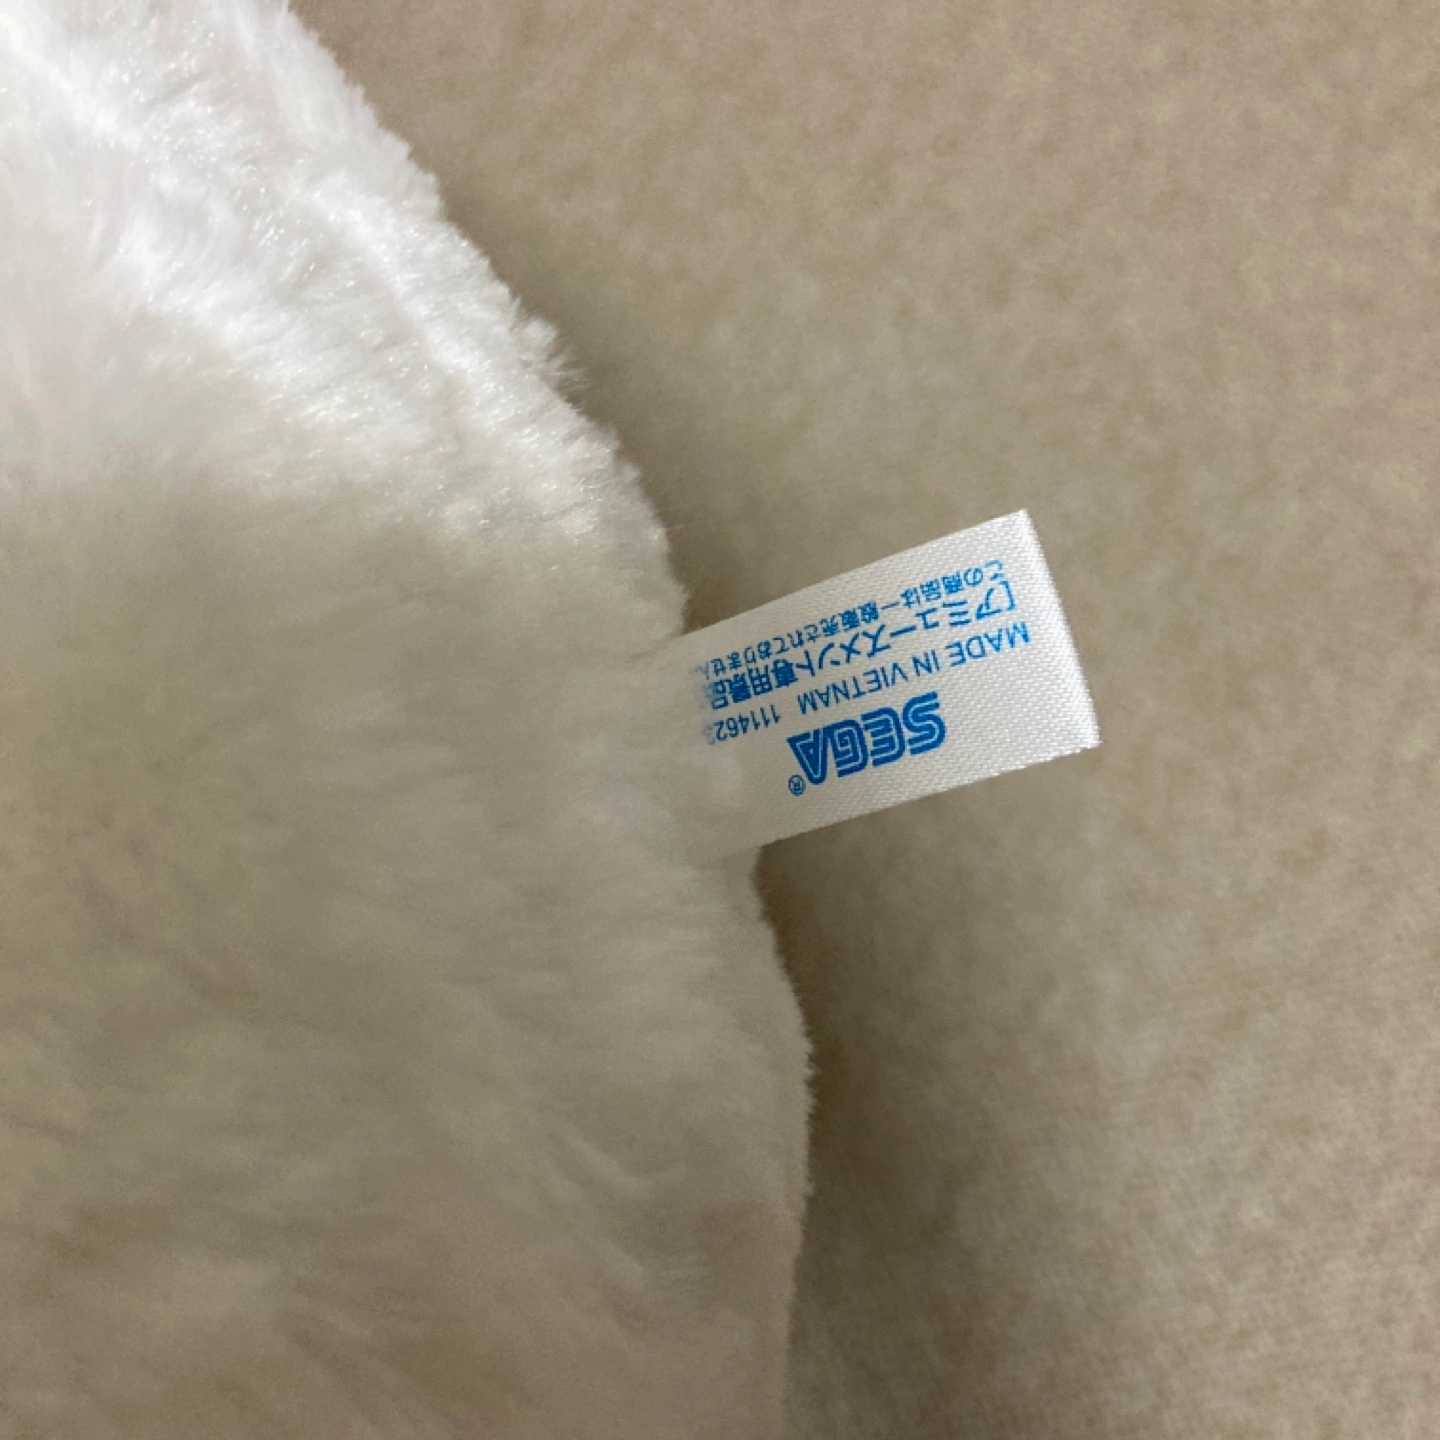 SEGA®
MADE IN VIETNAM 111462
[アミューズメント専用景品
この商品は一般販売されておりません